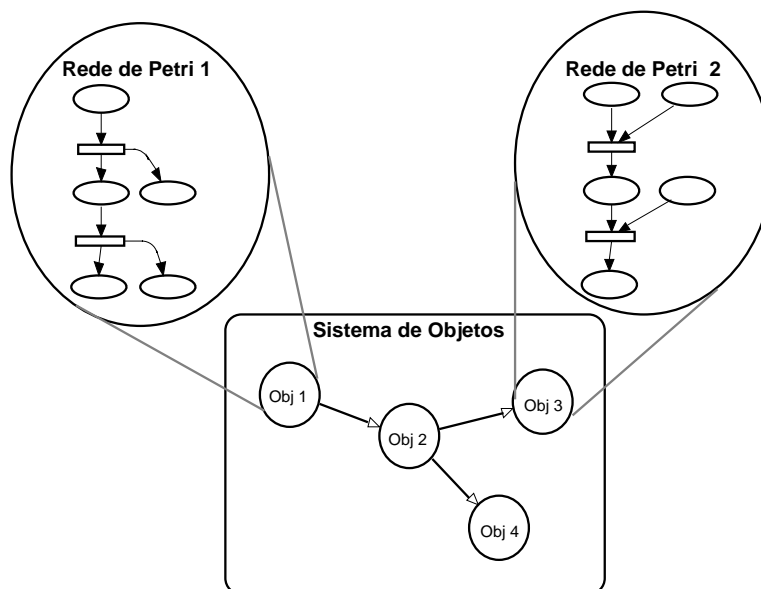 Rede de Petri 1
Rede de Petri 2
Sistema de Objetos
Obj 1
Obj 2
Obj 3
Obj 4